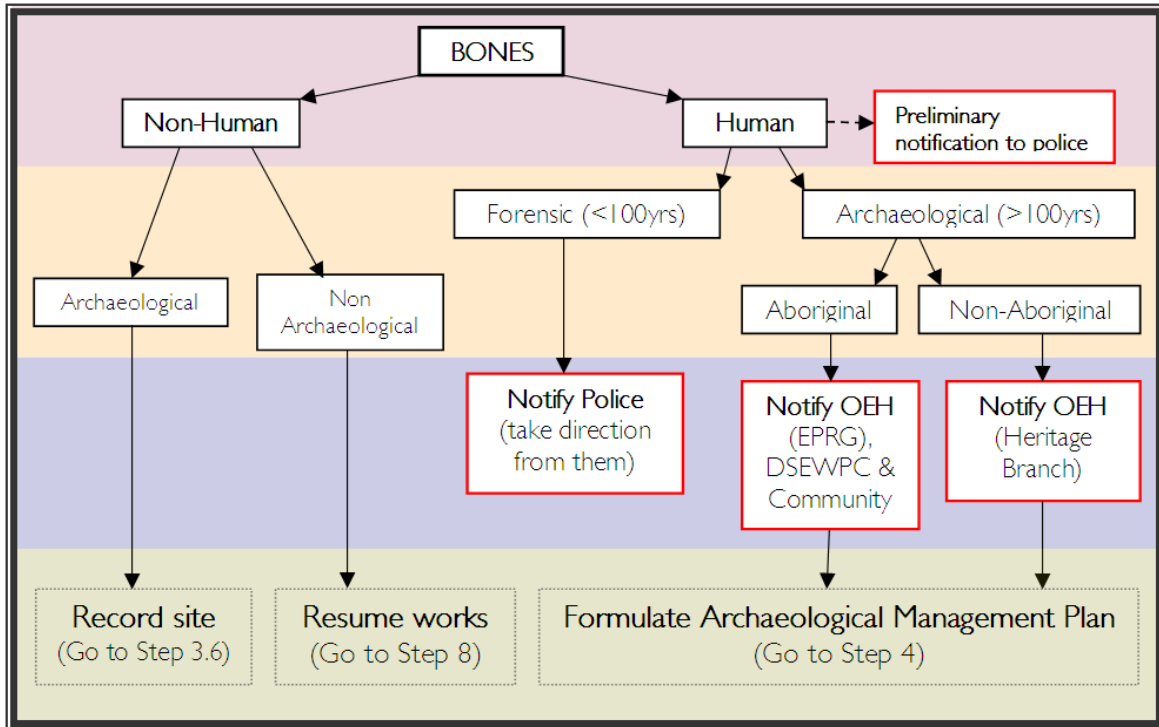 BONES
Non-Human
Human
Preliminary
notification to police
Forensic (<100yrs)
Archaeological (>100yrs)
Archaeological
Non
Archaeological
Aboriginal
Non-Aboriginal
Notify Police
(take direction
from them)
Notify OEH
(EPRG),
DSEWPC &
Community
Notify OEH
(Heritage
Branch)
Record site
(Go to Step 3.6)
Resume works
(Go to Step 8)
Formulate Archaeological Management Plan
(Go to Step 4)